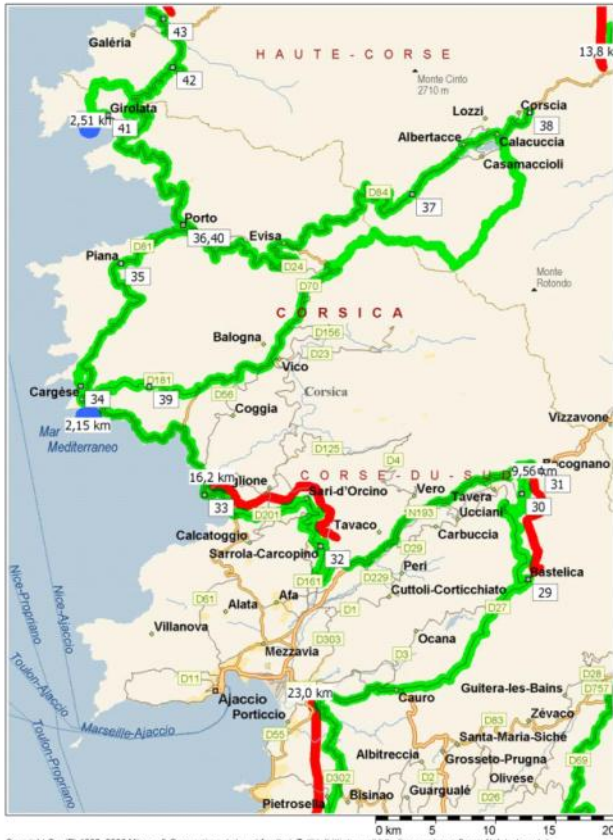 43
Galéria
HAUTE-CORSE
13,8 k
42
Monte Cinto
2710 m
Girolata
2,51 km
41
Lozzi
Corscia
38
Albertacce
Calacuccia
Casamaccioli
D84
37
Porto
36,40
Evisa
D81
Piana
35
D24
D70
Monte
Rotondo
CORSICA
D156
Balogna
D23
Vico
Corsica
Cargèse
D181
34
39
D56
Coggia
2,15 km
Mar
Mediterraneo
Vizzavone
D125
D4
Bocognano
9,56 km
16,2 km
CORSE-DU-SUD
31
Sari-d'Orcino
Vero
Tavera
33
D201
N193
Ucciani
30
Calcatoggio
Tavaco
Carbuccia
Sarrola-Carcopino
D29
32
Peri
Bastelica
D161
D229
29
Cuttoli-Corticchiato
Afa
D61
Alata
D1
D27
Villanova
D303
Ocana
Mezzavia
D3
D11
D28
Guitera-les-Bains
D757
Ajaccio
23,0 km
Cauro
Porticcio
Zévaco
D83
D55
Santa-Maria-Siché
Albitreccia
Grosseto-Prugna
D69
D302
D2
Olivese
Guargualé
D26
Bisinao
Pietrosella
Nice-Propriano
Nice-Ajaccio
Toulon-Ajaccio
Toulon-Propriano
Marseille-Ajaccio
0 km
5
10
15
20